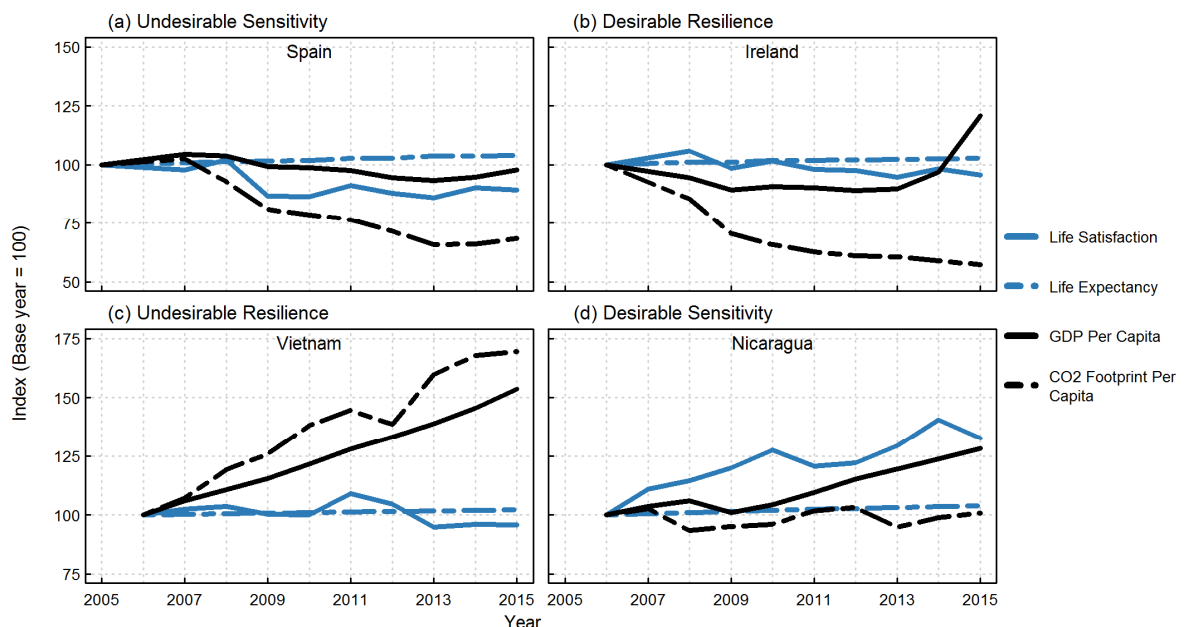 (a) Undesirable Sensitivity
(b) Desirable Resilience
Spain
Ireland
150
125
100
75
50
Life Satisfaction
Life Expectancy
GDP Per Capita
CO2 Footprint Per
Capita
Index (Base year = 100)
(c) Undesirable Resilience
(d) Desirable Sensitivity
Vietnam
Nicaragua
175
150
125
100
75
2005 2007 2009 2011 2013 2015
2005 2007 2009 2011 2013 2015
Year